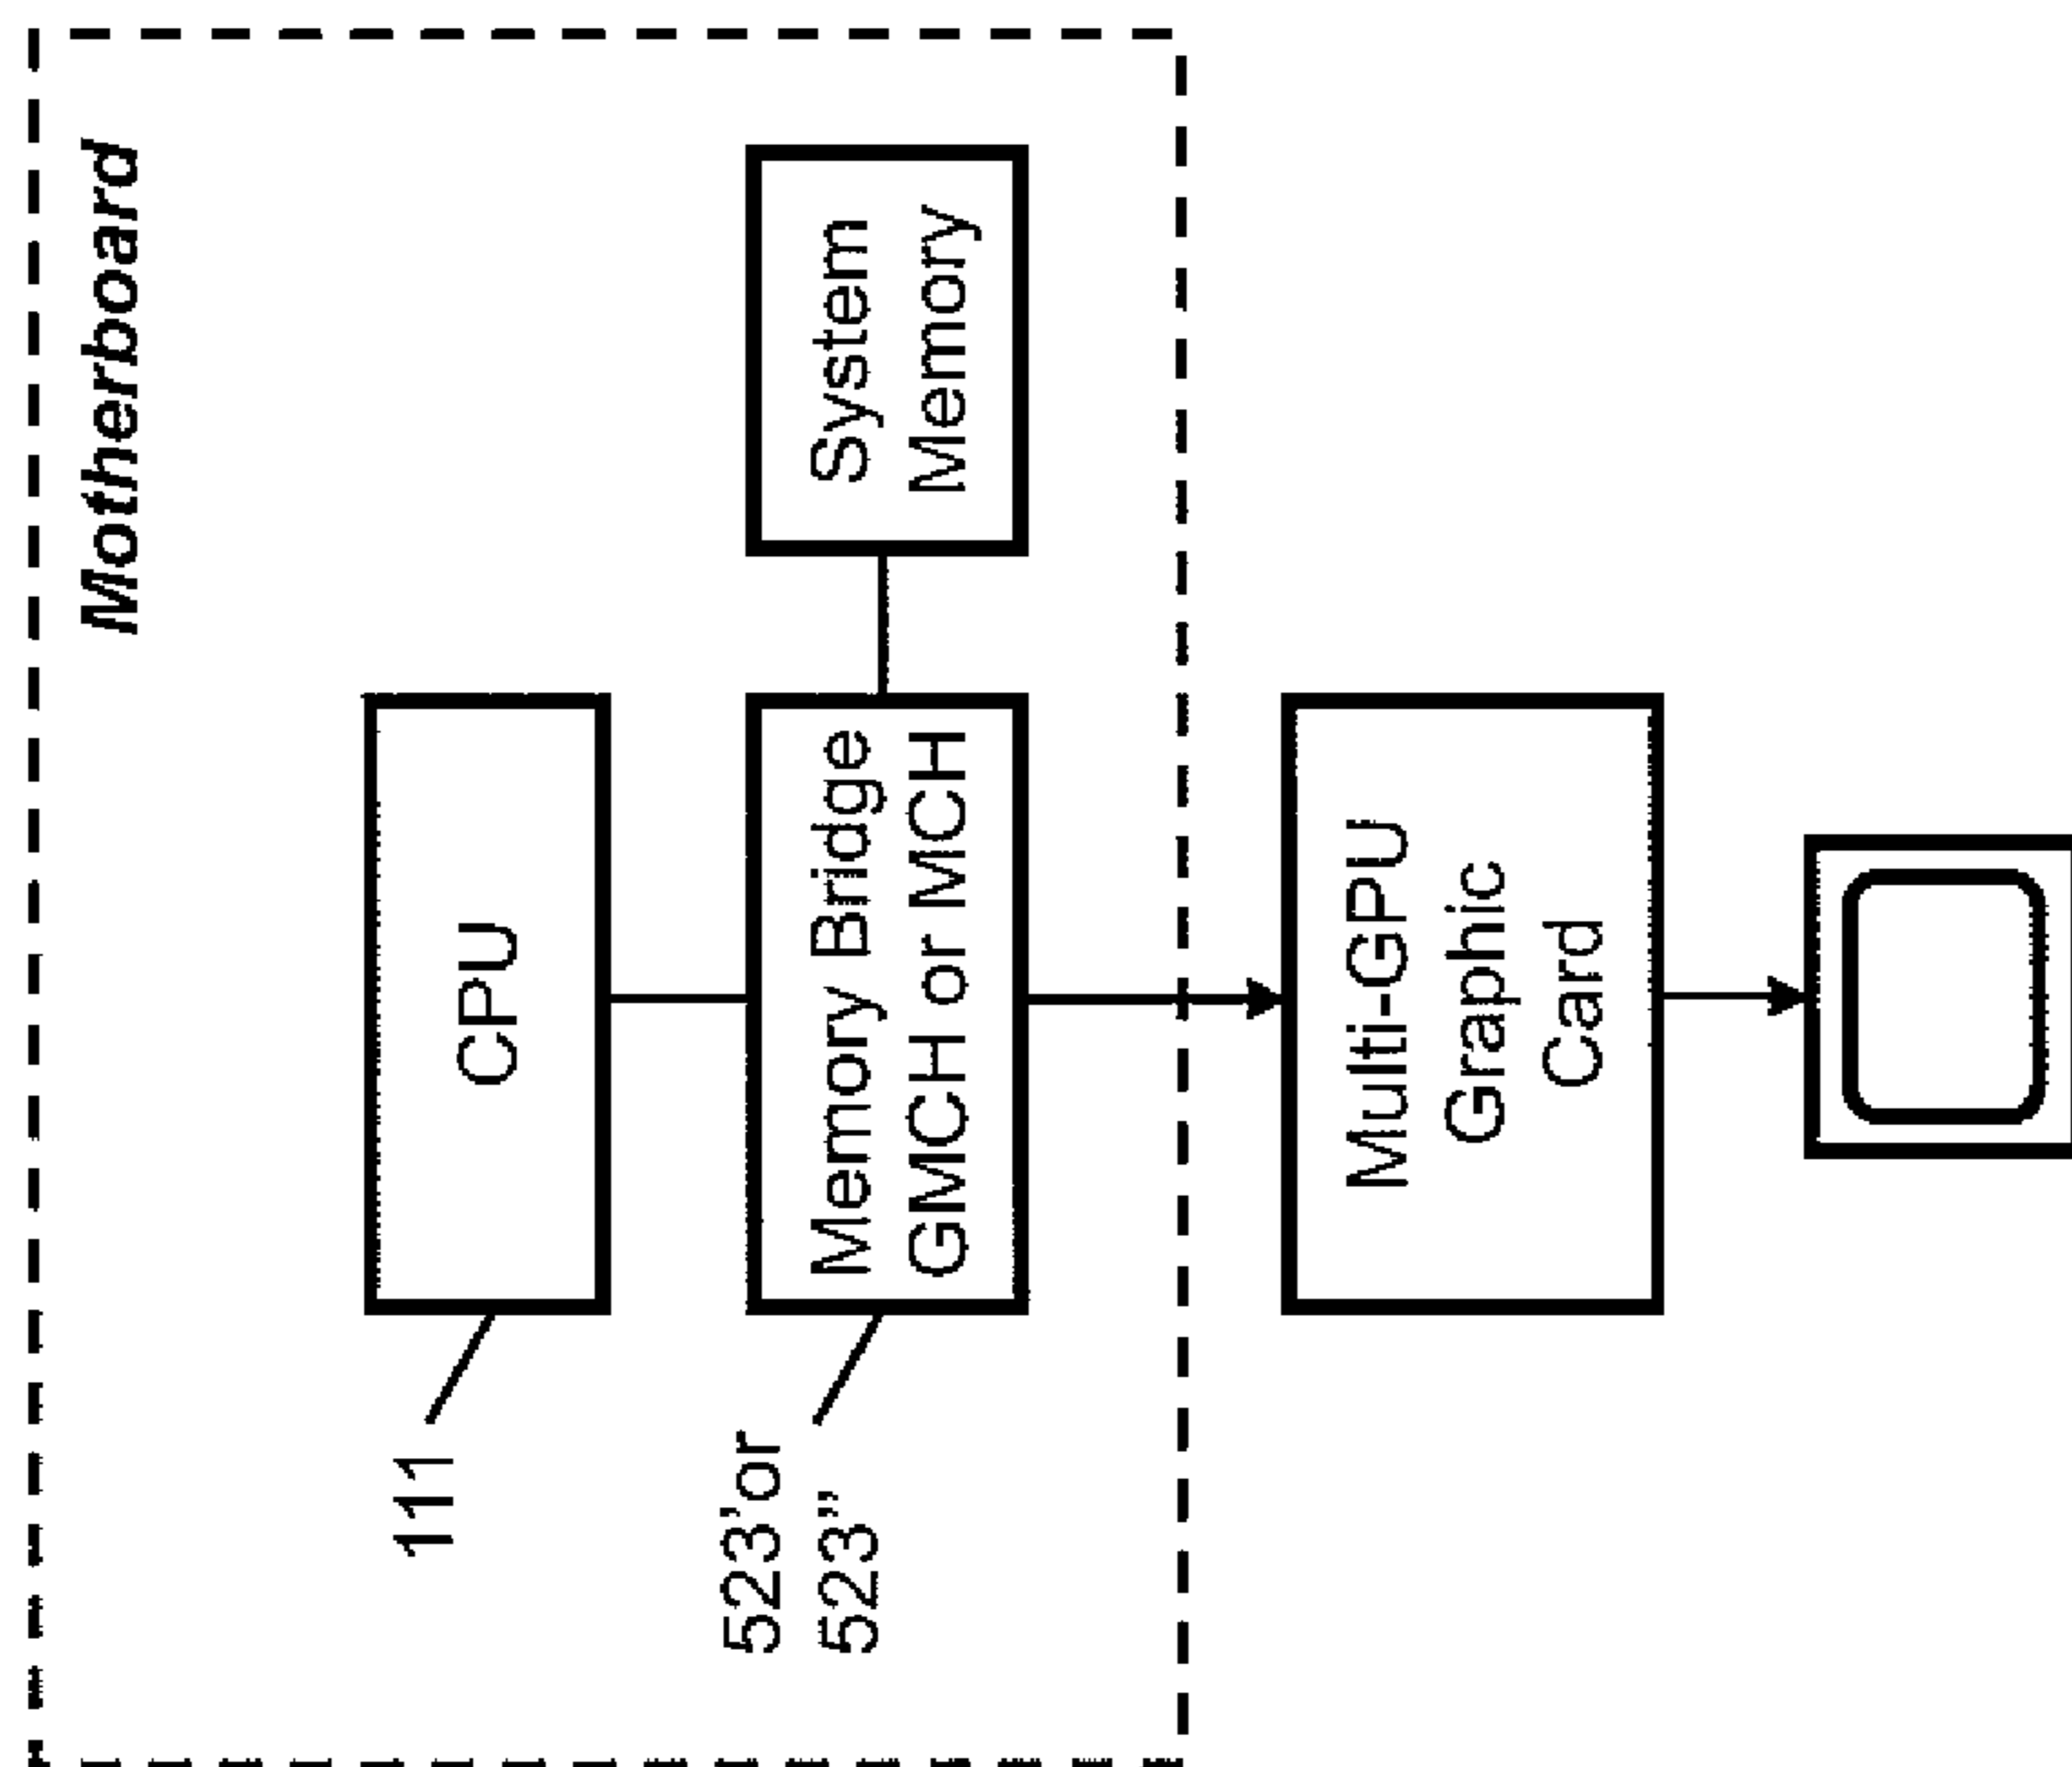 Motherboard
111
CPU
523'or
523”
Memory Bridge
GMCH or MCH
System
Memory
Multi-GPU
Graphic
Card